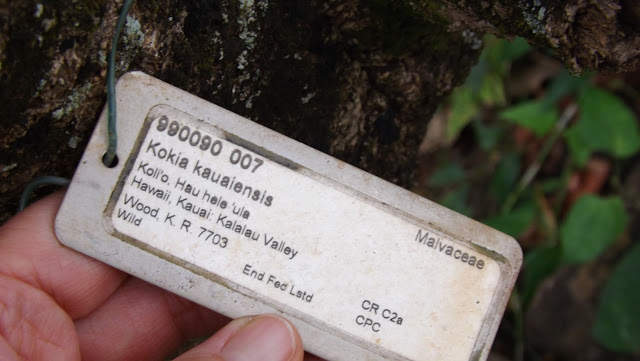 990090 007
Kokia kauaiensis
Malvaceae
Koli'o, Hau hele ula
Hawaii, Kauai: Kalalau Valley
Wood, K. R. 7703
Wild
End Fed Lstd
CR C2a
CPC